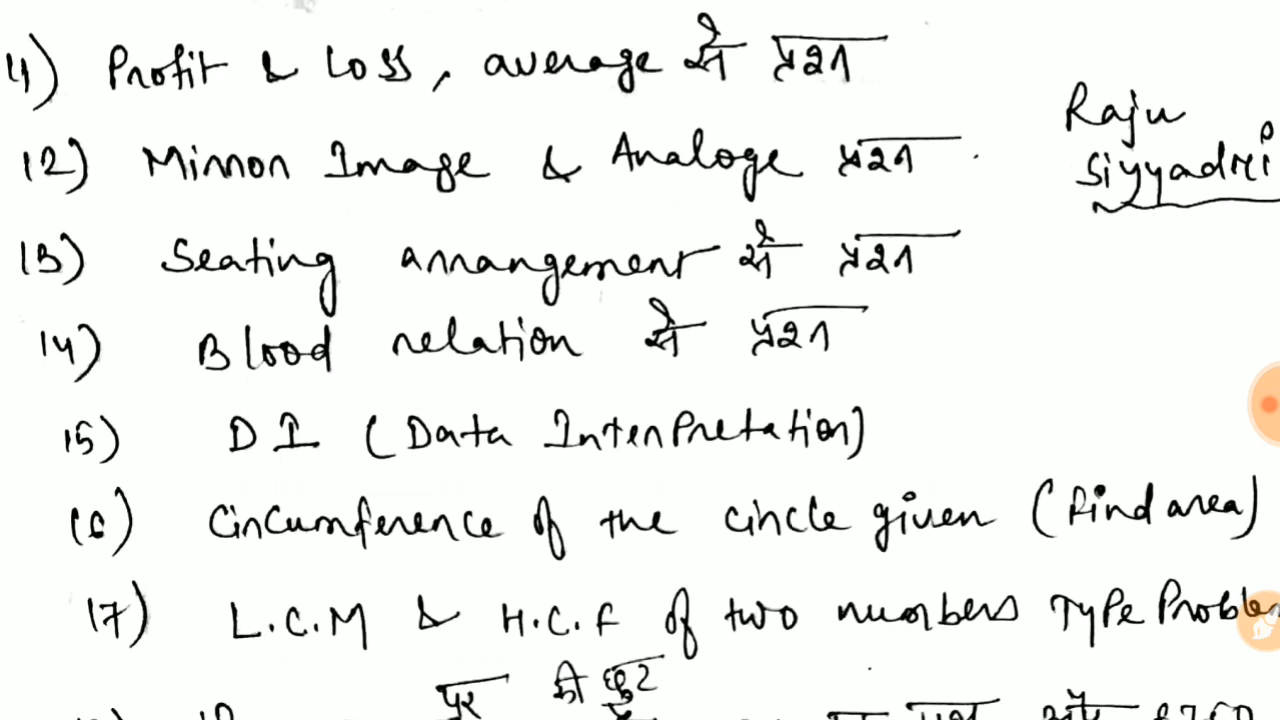 11) Profit & Loss, average से प्रश्न
12) Mirror Image & Analoge प्रश्न
Raju
Siyyadri
13) Seating arrangement से प्रश्न
14) Blood relation से प्रश्न
15) DI (Data Interpretation)
16) Circumference of the circle given (find area)
17) L.C.M & H.C.F of two numbers Type Problem